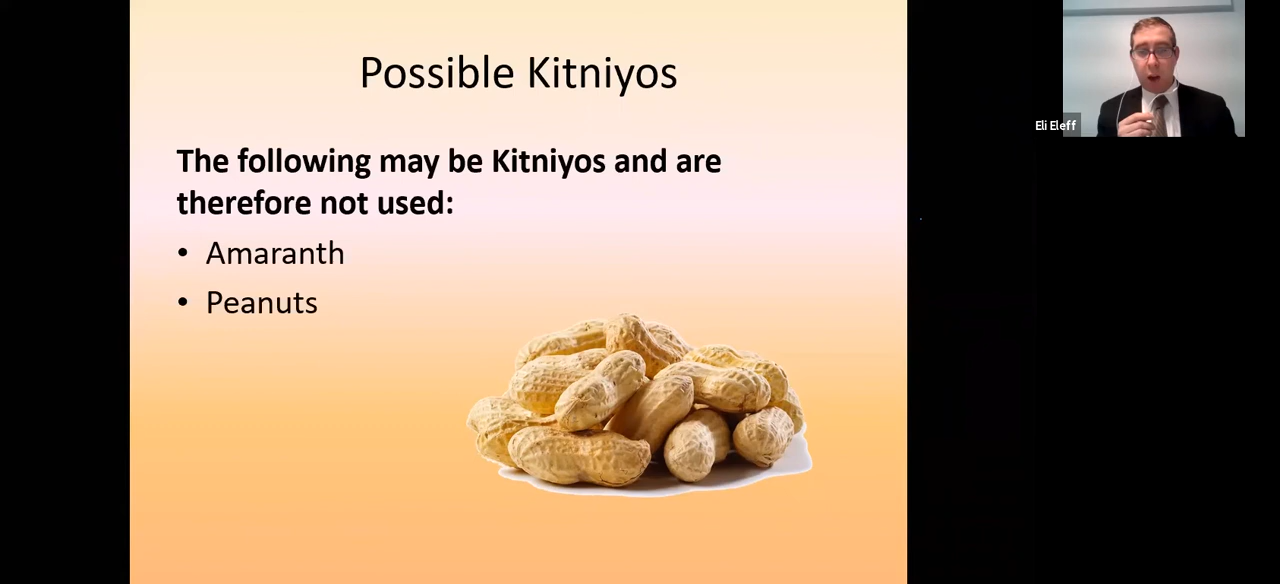 Possible Kitniyos
The following may be Kitniyos and are
therefore not used:
• Amaranth
• Peanuts
Eli Eleff